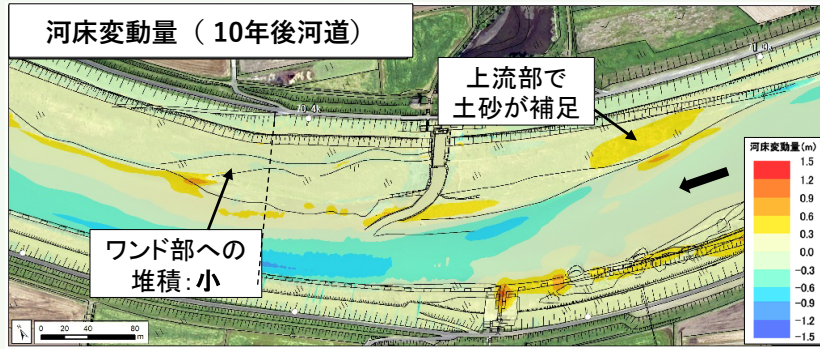 河床変動量（ 10年後河道）
上流部で
土砂が補足
ワンド部への
堆積：小
河床変動量(m)
1.5
1.2
0.9
0.6
0.3
0.0
-0.3
-0.6
-0.9
-1.2
-1.5
0 20 40 80
m